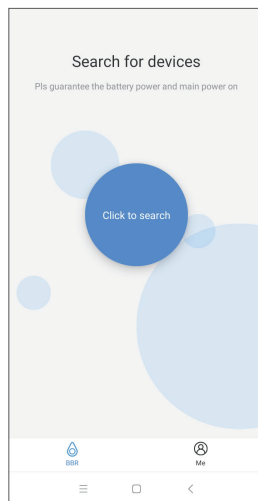 Search for devices
Pls guarantee the battery power and main power on
Click to search
BBR
Me